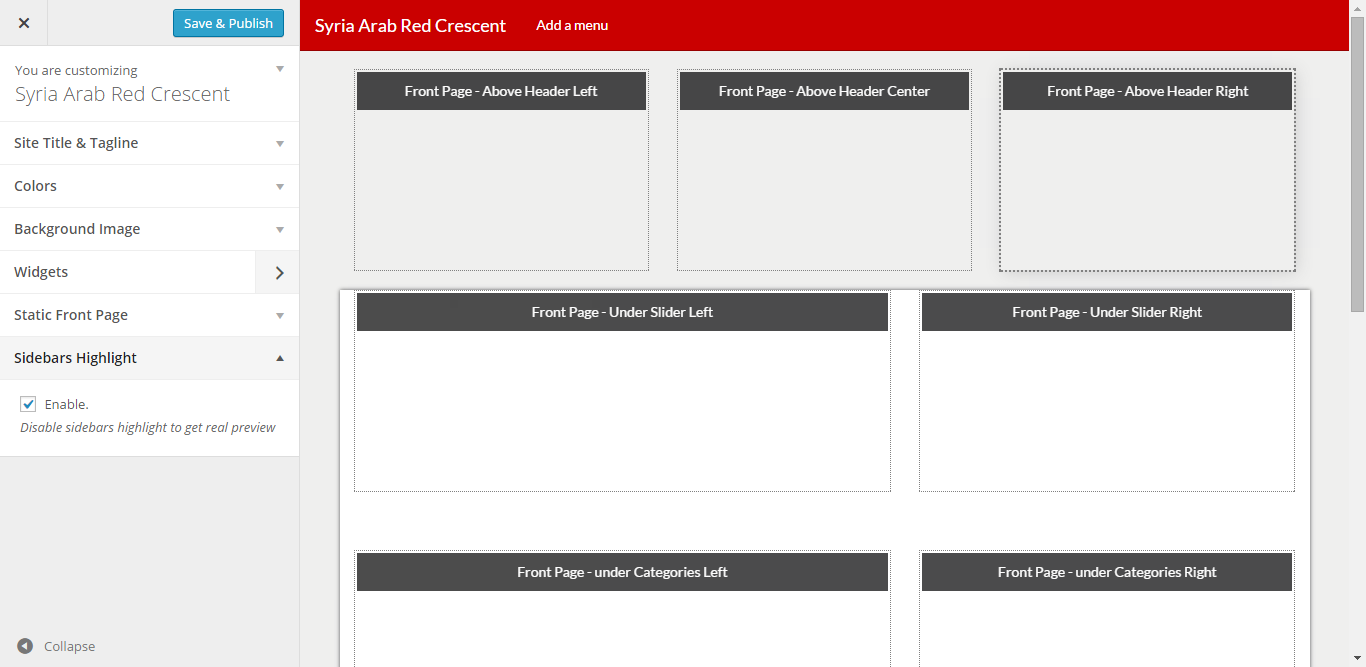 Save & Publish
You are customizing
Syria Arab Red Crescent
Site Title & Tagline
Colors
Background Image
Widgets
Static Front Page
Sidebars Highlight
Enable.
Disable sidebars highlight to get real preview
Collapse
Syria Arab Red Crescent Add a menu
Front Page - Above Header Left Front Page - Above Header Center Front Page - Above Header Right
Front Page - Under Slider Left Front Page - Under Slider Right
Front Page - under Categories Left Front Page - under Categories Right